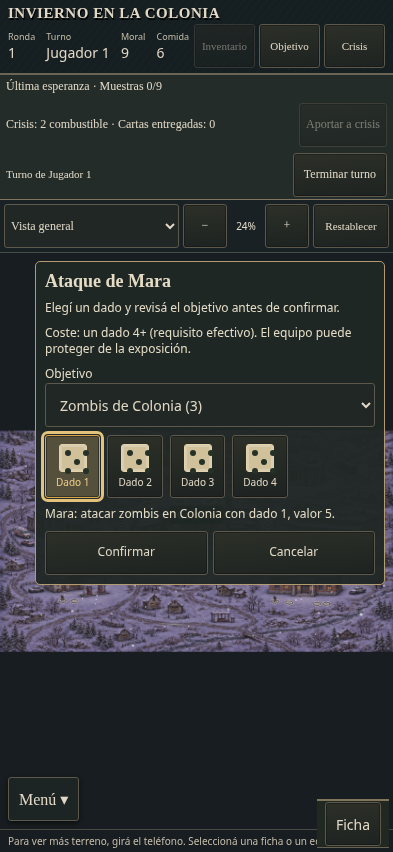 INVIERNO EN LA COLONIA
Ronda Turno Moral Comida
1 Jugador 1 9 6
Inventario Objetivo Crisis
Última esperanza · Muestras 0/9
Crisis: 2 combustible · Cartas entregadas: 0
Aportar a crisis
Turno de Jugador 1
Terminar turno
Vista general − 24% + Restablecer
Ataque de Mara
Elegí un dado y revisá el objetivo antes de confirmar.
Coste: un dado 4+ (requisito efectivo). El equipo puede
proteger de la exposición.
Objetivo
Zombis de Colonia (3)
Dado 1 Dado 2 Dado 3 Dado 4
Mara: atacar zombis en Colonia con dado 1, valor 5.
Confirmar Cancelar
Menú ▾
Ficha
Para ver más terreno, girá el teléfono. Seleccioná una ficha o un